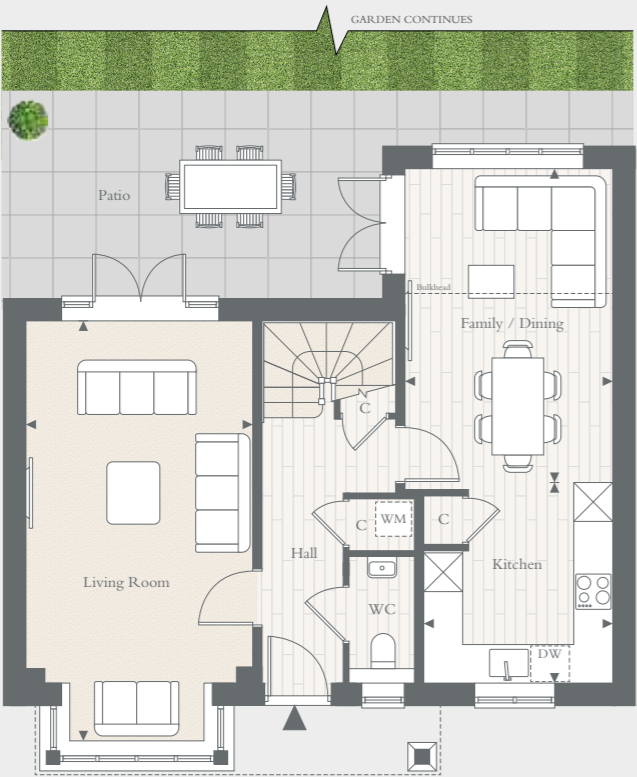 GARDEN CONTINUES
Patio
Bulkhead
Family / Dining
C
C
WM
C
Hall
Kitchen
Living Room
WC
DW